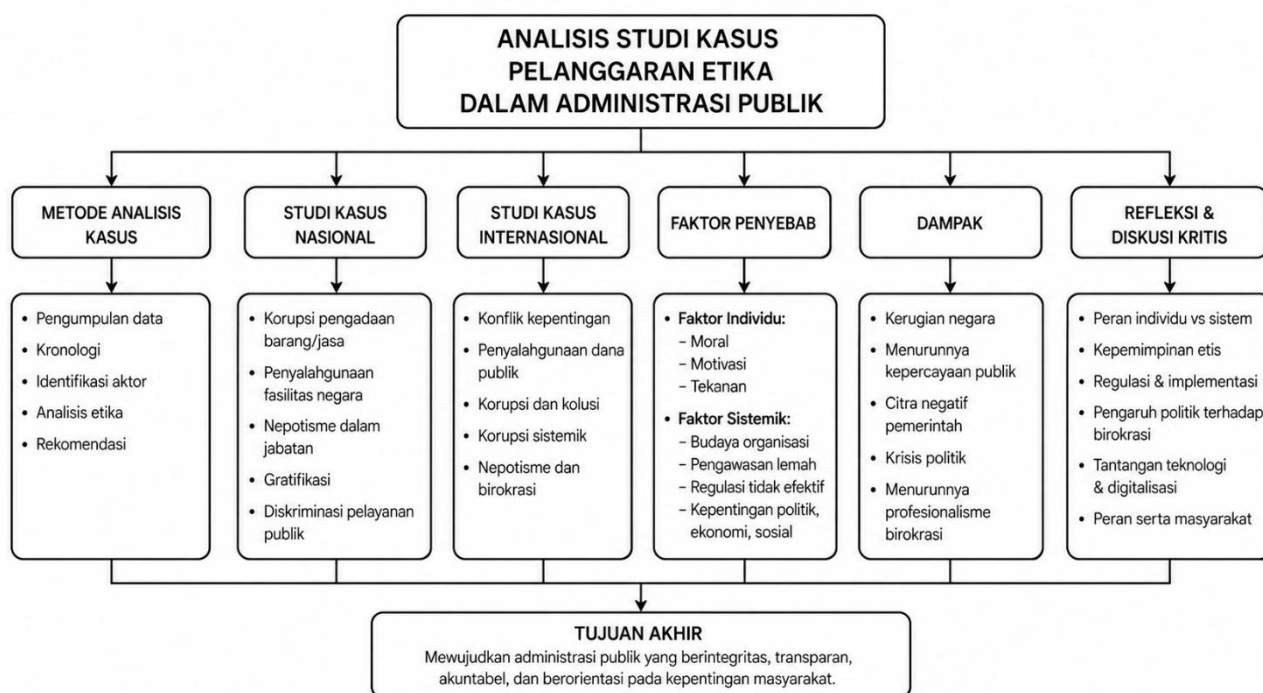 ANALISIS STUDI KASUS
PELANGGARAN ETIKA
DALAM ADMINISTRASI PUBLIK
METODE ANALISIS
KASUS
• Pengumpulan data
• Kronologi
• Identifikasi aktor
• Analisis etika
• Rekomendasi
STUDI KASUS
NASIONAL
• Korupsi pengadaan
barang/jasa
• Penyalahgunaan
fasilitas negara
• Nepotisme dalam
jabatan
• Gratifikasi
• Diskriminasi pelayanan
publik
STUDI KASUS
INTERNASIONAL
• Konflik kepentingan
• Penyalahgunaan dana
publik
• Korupsi dan kolusi
• Korupsi sistemik
• Nepotisme dan
birokrasi
FAKTOR PENYEBAB
• Faktor Individu:
– Moral
– Motivasi
– Tekanan
• Faktor Sistemik:
– Budaya organisasi
– Pengawasan lemah
– Regulasi tidak efektif
– Kepentingan politik,
ekonomi, sosial
DAMPAK
• Kerugian negara
• Menurunnya
kepercayaan publik
• Citra negatif
pemerintah
• Krisis politik
• Menurunnya
profesionalisme
birokrasi
REFLEKSI &
DISKUSI KRITIS
• Peran individu vs sistem
• Kepemimpinan etis
• Regulasi & implementasi
• Pengaruh politik terhadap
birokrasi
• Tantangan teknologi
& digitalisasi
• Peran serta masyarakat
TUJUAN AKHIR
Mewujudkan administrasi publik yang berintegritas, transparan,
akuntabel, dan berorientasi pada kepentingan masyarakat.